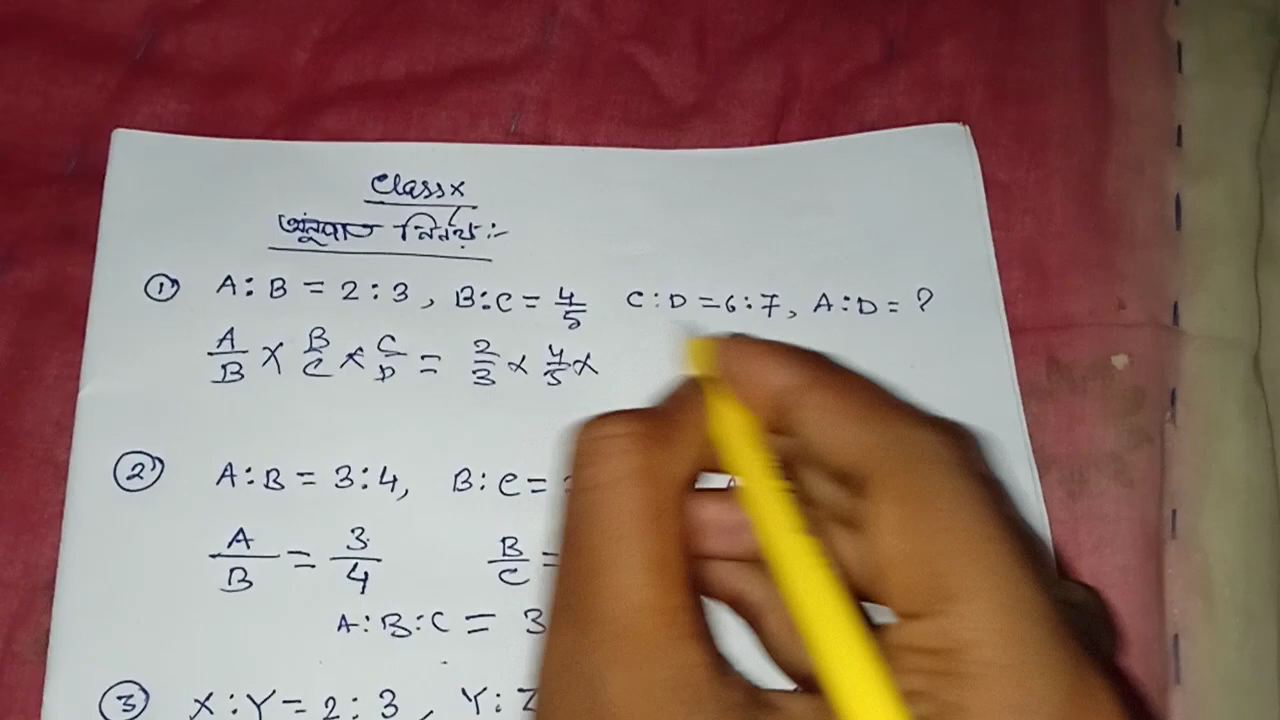 Class X
অনুপাত নির্ণয় :-
① A:B = 2:3, B:C = 4/5 C:D = 6:7, A:D = ?
A/B × B/C × C/D = 2/3 × 4/5 ×
② A:B = 3:4, B:C =
A/B = 3/4 B/C =
A:B:C = 3
③ X:Y = 2:3, Y:Z